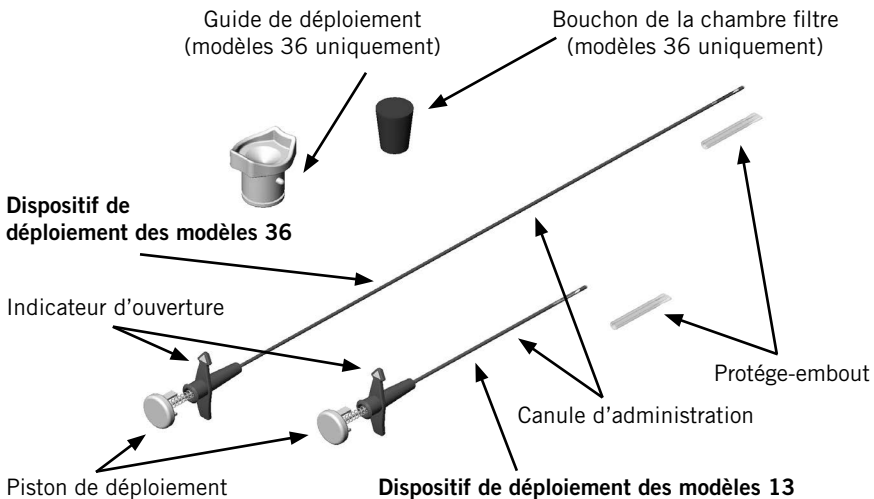 Guide de déploiement
(modèles 36 uniquement)
Bouchon de la chambre filtre
(modèles 36 uniquement)
Dispositif de
déploiement des modèles 36
Indicateur d’ouverture
Protége-embout
Canule d’administration
Piston de déploiement
Dispositif de déploiement des modèles 13